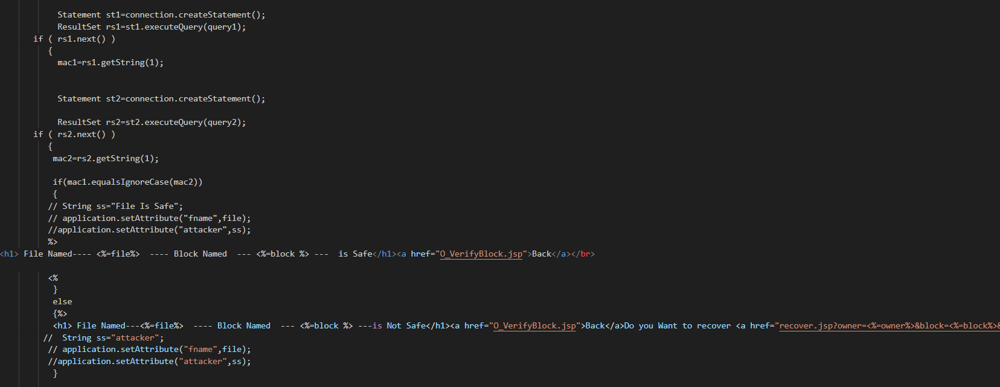 Statement st1=connection.createStatement();
ResultSet rs1=st1.executeQuery(query1);
if ( rs1.next() )
{
mac1=rs1.getString(1);
Statement st2=connection.createStatement();
ResultSet rs2=st2.executeQuery(query2);
if ( rs2.next() )
{
mac2=rs2.getString(1);
if(mac1.equalsIgnoreCase(mac2))
{
// String ss="File Is Safe";
// application.setAttribute("fname",file);
//application.setAttribute("attacker",ss);
%>
<h1> File Named---- <%=file%>  ---- Block Named  --- <%=block %> ---  is Safe</h1><a href="O_VerifyBlock.jsp">Back</a></br>
<%
}
else
{%>
<h1> File Named---<%=file%>  ---- Block Named  --- <%=block %> ---is Not Safe</h1><a href="O_VerifyBlock.jsp">Back</a>Do you Want to recover <a href="recover.jsp?owner=<%=owner%>&block=<%=block%>&
//  String ss="attacker";
// application.setAttribute("fname",file);
//application.setAttribute("attacker",ss);
}